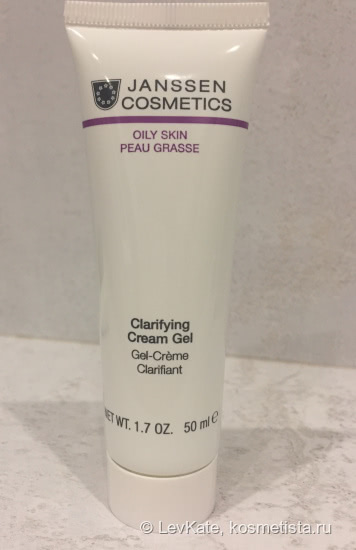 JANSSEN
COSMETICS
OILY SKIN
PEAU GRASSE
Clarifying
Cream Gel
Gel-Crème
Clarifiant
NET WT. 1.7 OZ. 50 ml ℮
© LevKate, kosmetista.ru